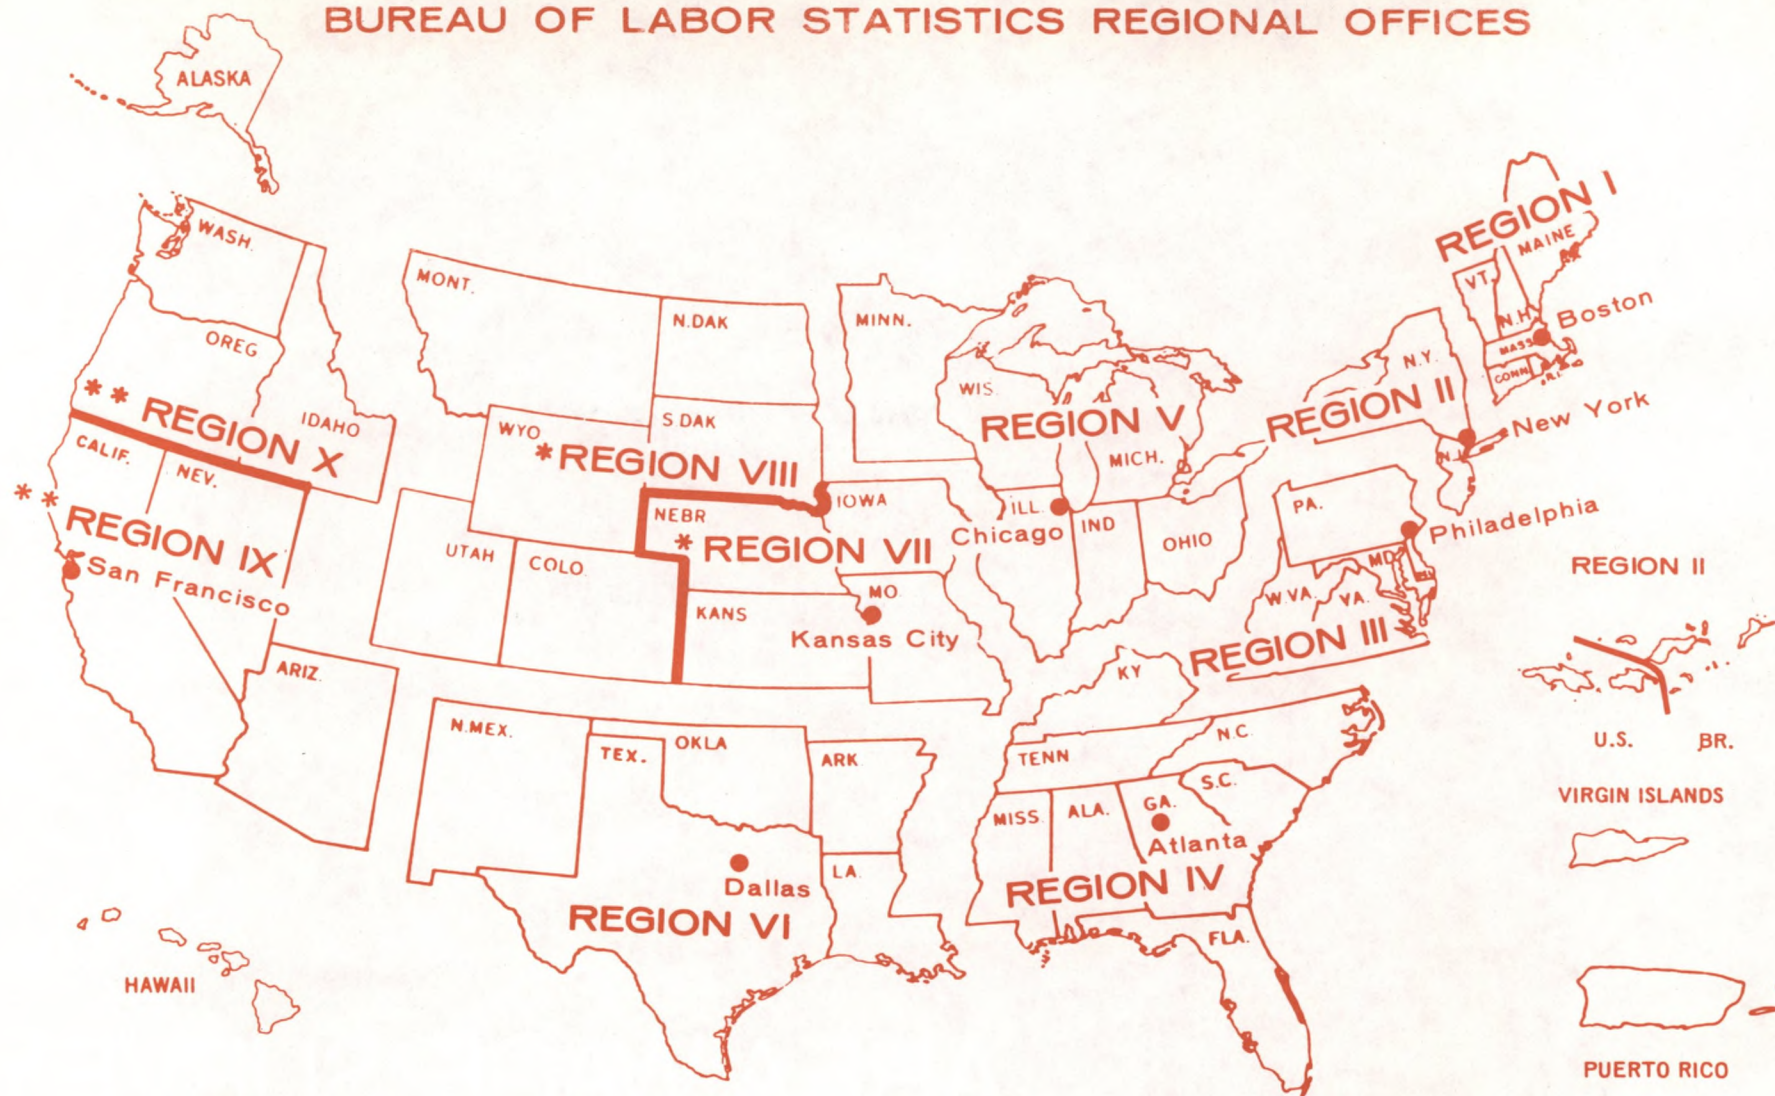 BUREAU OF LABOR STATISTICS REGIONAL OFFICES
ALASKA
WASH.
OREG
IDAHO
** REGION X
MONT.
N.DAK
S DAK
WYO
*REGION VIII
UTAH
COLO.
CALIF.
NEV.
** REGION IX
San Francisco
ARIZ.
HAWAII
NEBR
IOWA
* REGION VII
KANS
MO.
Kansas City
N.MEX.
TEX.
OKLA
ARK
LA.
Dallas
REGION VI
MINN.
WIS.
REGION V
MICH.
ILL.
Chicago
IND
OHIO
KY
TENN
N.C.
S.C.
MISS.
ALA.
GA.
Atlanta
REGION IV
FLA.
REGION I
MAINE
VT.
N.H.
MASS
CONN.
R.I.
Boston
N.Y.
REGION II
New York
N.J.
PA.
Philadelphia
MD.
W.VA.
VA.
REGION III
REGION II
U.S. BR.
VIRGIN ISLANDS
PUERTO RICO